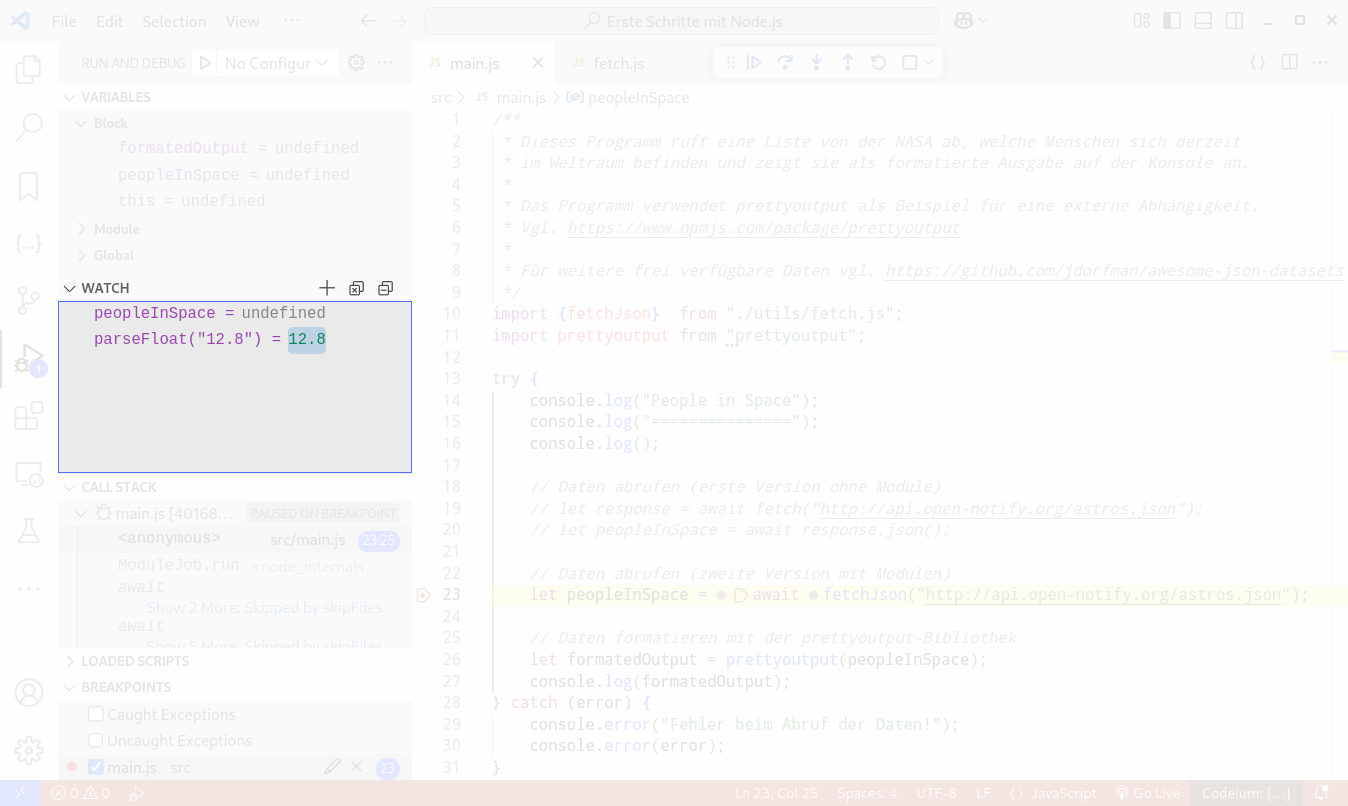 File Edit Selection View ··· Erste Schritte mit Node.js
RUN AND DEBUG No Configur ···
main.js
fetch.js
VARIABLES
Block
formatedOutput = undefined
peopleInSpace = undefined
this = undefined
Module
Global
WATCH
peopleInSpace = undefined
parseFloat("12.8") = 12.8
CALL STACK
main.js [40168... PAUSED ON BREAKPOINT
<anonymous> src/main.js 23:25
ModuleJob.run <node_internals...
await
Show 2 More: Skipped by skipFiles
await
Show 5 More: Skipped by skipFiles
LOADED SCRIPTS
BREAKPOINTS
Caught Exceptions
Uncaught Exceptions
main.js src 23
1
src > JS main.js > peopleInSpace
1 /**
2 * Dieses Programm ruft eine Liste von der NASA ab, welche Menschen sich derzeit
3 * im Weltraum befinden und zeigt sie als formatierte Ausgabe auf der Konsole an.
4 *
5 * Das Programm verwendet prettyoutput als Beispiel für eine externe Abhängigkeit.
6 * Vgl. https://www.npmjs.com/package/prettyoutput
7 *
8 * Für weitere frei verfügbare Daten vgl. https://github.com/jdorfman/awesome-json-datasets
9 */
10 import {fetchJson}  from "./utils/fetch.js";
11 import prettyoutput from "prettyoutput";
12
13 try {
14 console.log("People in Space");
15 console.log("===============");
16 console.log();
17
18 // Daten abrufen (erste Version ohne Module)
19 // let response = await fetch("http://api.open-notify.org/astros.json");
20 // let peopleInSpace = await response.json();
21
22 // Daten abrufen (zweite Version mit Modulen)
23 let peopleInSpace = await fetchJson("http://api.open-notify.org/astros.json");
24
25 // Daten formatieren mit der prettyoutput-Bibliothek
26 let formatedOutput = prettyoutput(peopleInSpace);
27 console.log(formatedOutput);
28 } catch (error) {
29 console.error("Fehler beim Abruf der Daten!");
30 console.error(error);
31 }
0 0 Ln 23, Col 25 Spaces: 4 UTF-8 LF {} JavaScript Go Live Codeium: {...}